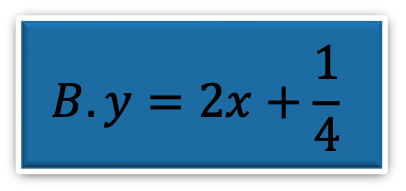 B. y = 2x + 1/4